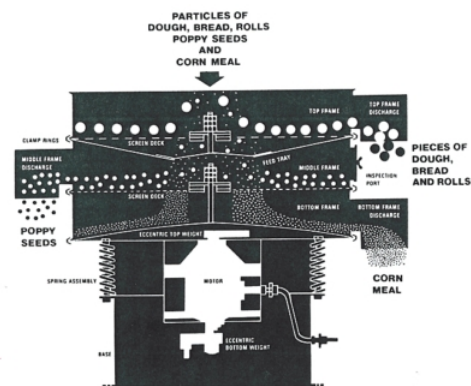 PARTICLES OF
DOUGH, BREAD, ROLLS
POPPY SEEDS
AND
CORN MEAL
TOP FRAME
TOP FRAME
DISCHARGE
CLAMP RINGS
SCREEN DECK
FEED TRAY
MIDDLE FRAME
DISCHARGE
MIDDLE FRAME
INSPECTION
PORT
PIECES OF
DOUGH,
BREAD
AND ROLLS
SCREEN DECK
BOTTOM FRAME
BOTTOM FRAME
DISCHARGE
POPPY
SEEDS
ECCENTRIC TOP WEIGHT
CORN
MEAL
SPRING ASSEMBLY
MOTOR
ECCENTRIC
BOTTOM WEIGHT
BASE